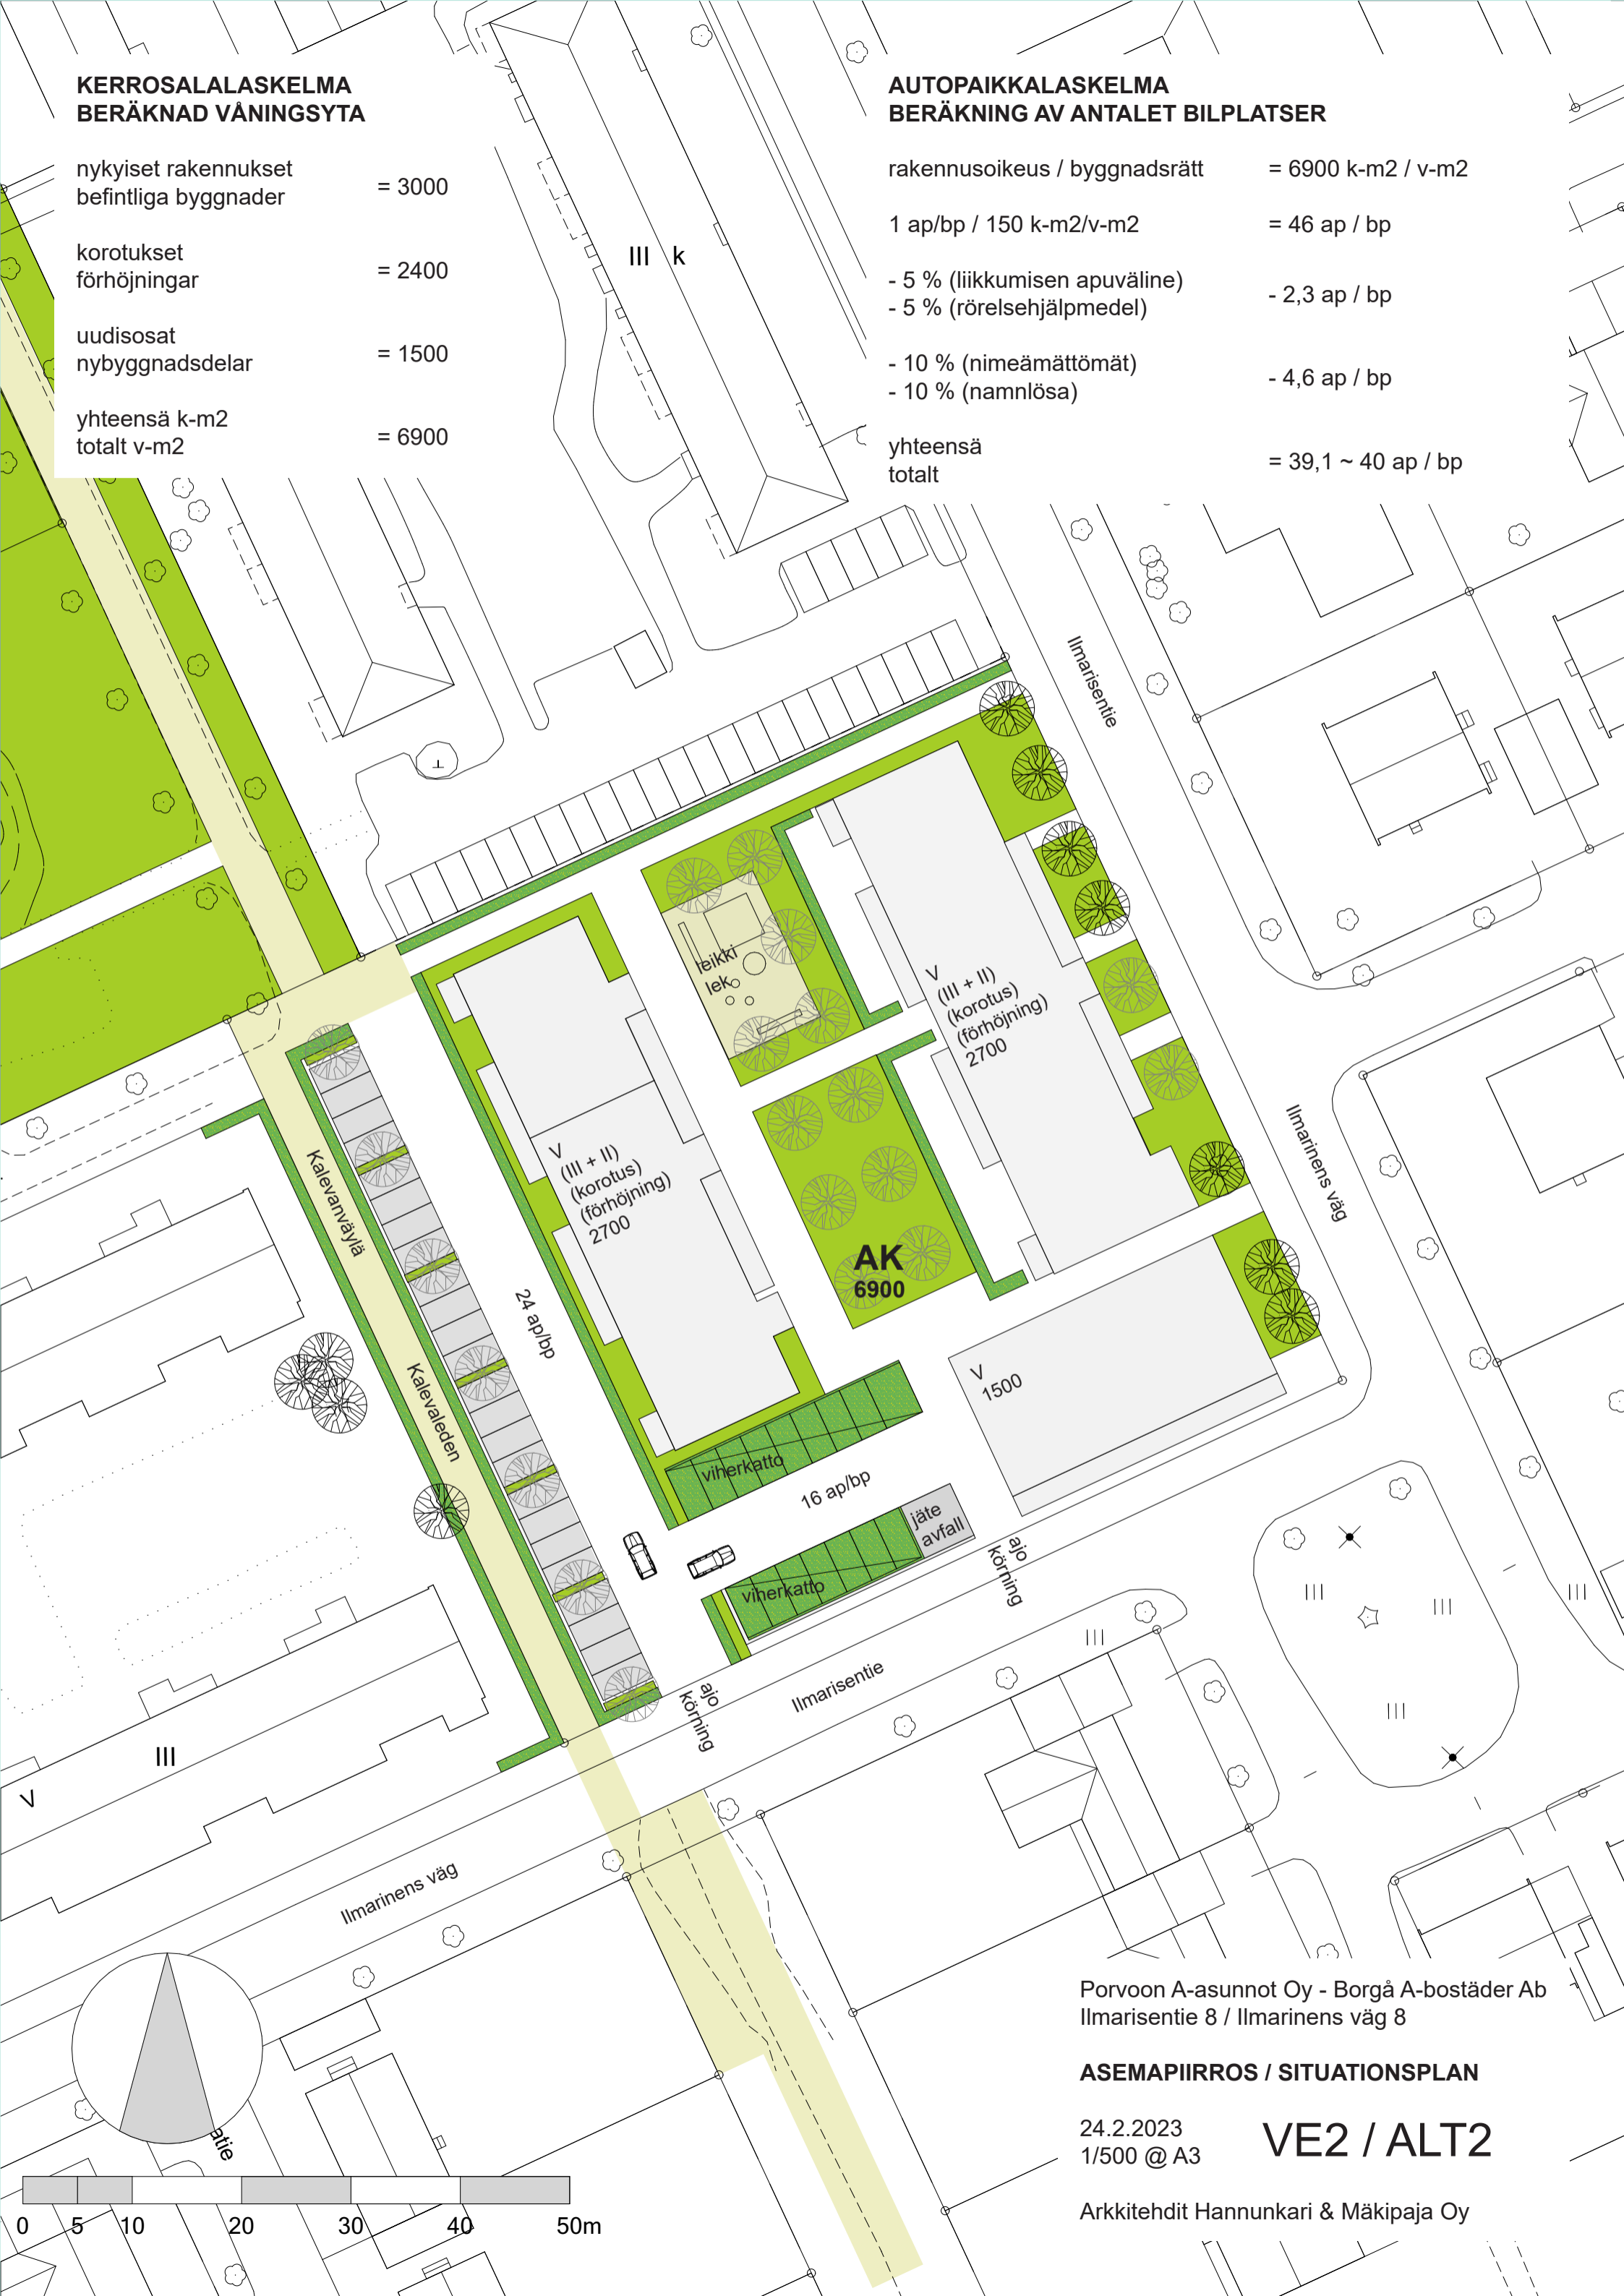 KERROSALALASKELMA
BERÄKNAD VÅNINGSYTA
nykyiset rakennukset
befintliga byggnader
= 3000
korotukset
förhöjningar
= 2400
uudisosat
nybyggnadsdelar
= 1500
yhteensä k-m2
totalt v-m2
= 6900
AUTOPAIKKALASKELMA
BERÄKNING AV ANTALET BILPLATSER
rakennusoikeus / byggnadsrätt = 6900 k-m2 / v-m2
1 ap/bp / 150 k-m2/v-m2 = 46 ap / bp
- 5 % (liikkumisen apuväline)
- 5 % (rörelsehjälpmedel)
- 2,3 ap / bp
- 10 % (nimeämättömät)
- 10 % (namnlösa)
- 4,6 ap / bp
yhteensä
totalt
= 39,1 ~ 40 ap / bp
III k
Ilmarisentie
leikki
lek
V
(III + II)
(korotus)
(förhöjning)
2700
V
(III + II)
(korotus)
(förhöjning)
2700
Kalevanväylä
Ilmarinens väg
AK
6900
24 ap/bp
Kalevaleden
V
1500
viherkatto
16 ap/bp
jäte
avfall
viherkatto
ajo
körning
ajo
körning
Ilmarisentie
III
III
III
III
III
III
V
Ilmarinens väg
atie
0 5 10 20 30 40 50m
Porvoon A-asunnot Oy - Borgå A-bostäder Ab
Ilmarisentie 8 / Ilmarinens väg 8
ASEMAPIIRROS / SITUATIONSPLAN
24.2.2023
1/500 @ A3
VE2 / ALT2
Arkkitehdit Hannunkari & Mäkipaja Oy